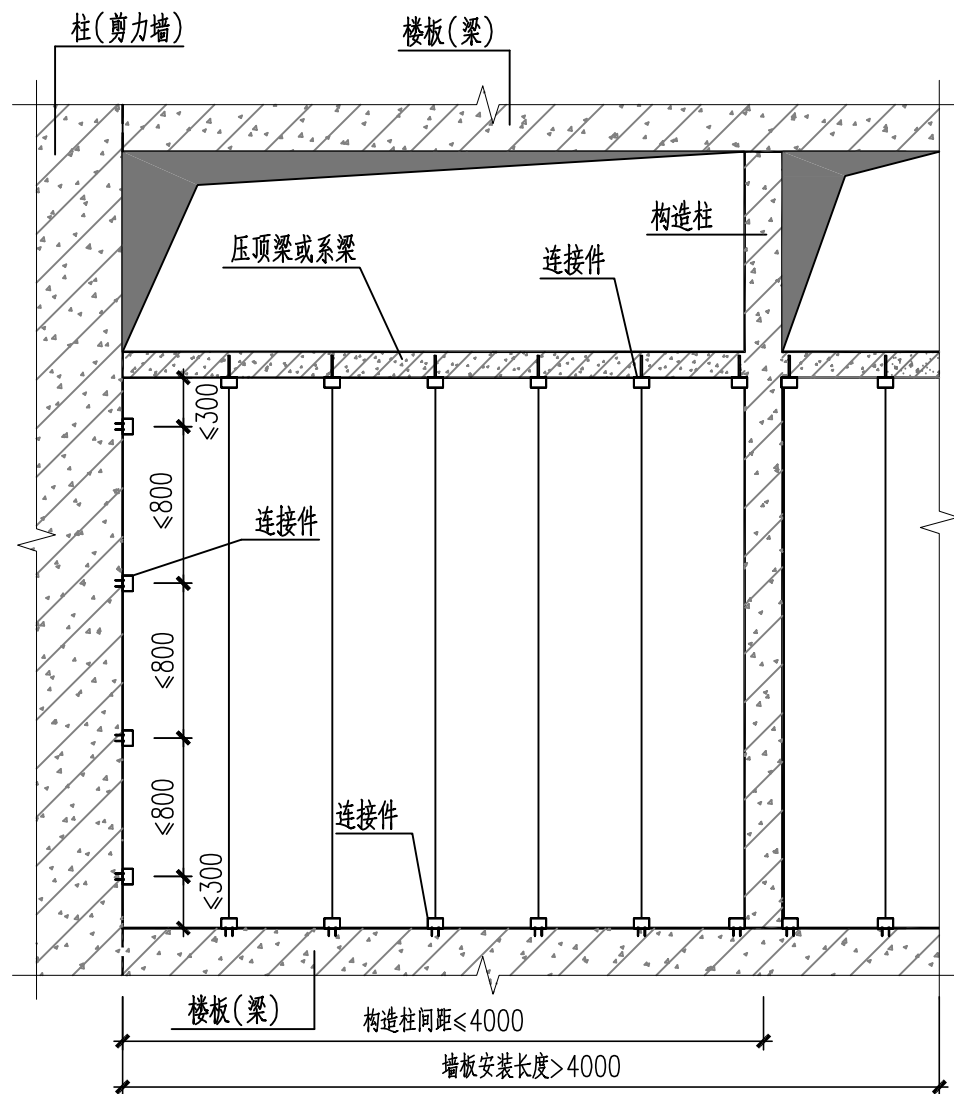 柱(剪力墙)
楼板(梁)
构造柱
压顶梁或系梁
连接件
≤300
≤800
连接件
≤800
≤800
连接件
≤300
楼板(梁)
构造柱间距≤4000
墙板安装长度>4000